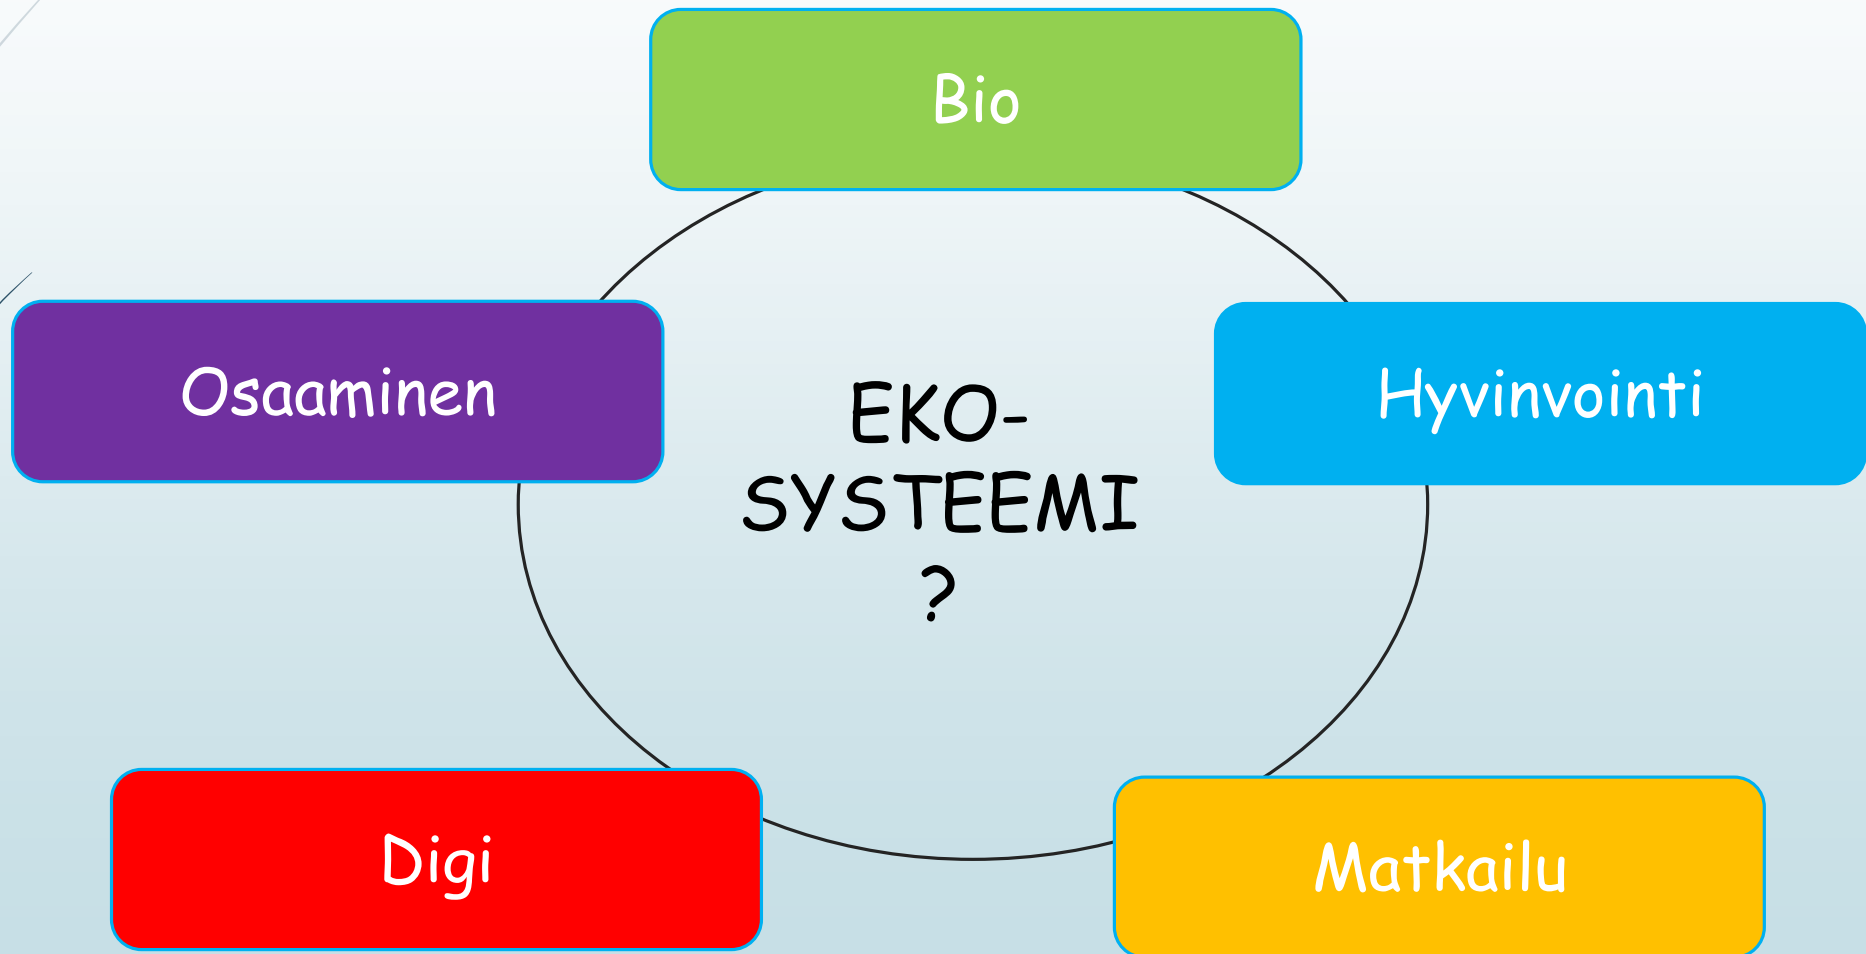 Bio
Osaaminen
Hyvinvointi
EKO-
SYSTEEMI
?
Digi
Matkailu